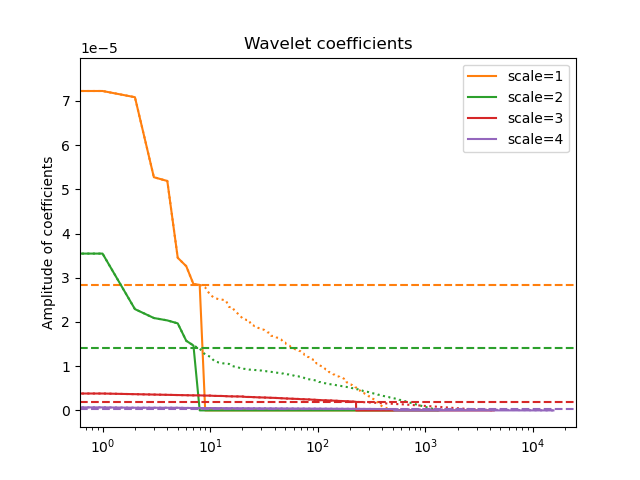 Wavelet coefficients
1e−5
Amplitude of coefficients
7
6
5
4
3
2
1
0
10⁰
10¹
10²
10³
10⁴
scale=1
scale=2
scale=3
scale=4